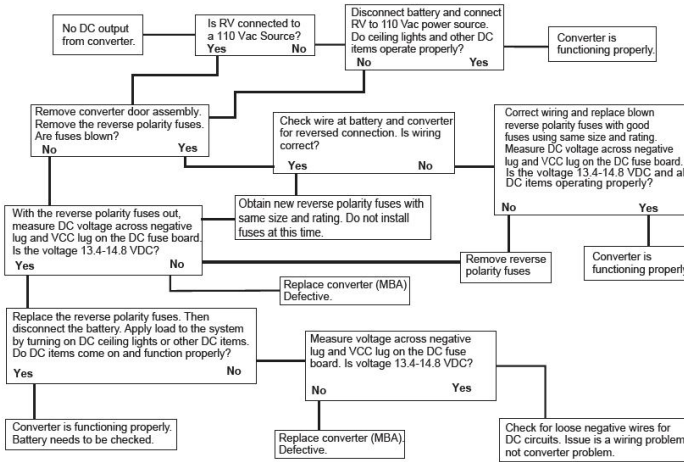 No DC output
from converter.
Is RV connected to
a 110 Vac Source?
Yes No
Disconnect battery and connect
RV to 110 Vac power source.
Do ceiling lights and other DC
items operate properly?
No Yes
Converter is
functioning properly.
Remove converter door assembly.
Remove the reverse polarity fuses.
Are fuses blown?
No Yes
Check wire at battery and converter
for reversed connection. Is wiring
correct?
Yes No
Correct wiring and replace blown
reverse polarity fuses with good
fuses using same size and rating.
Measure DC voltage across negative
lug and VCC lug on the DC fuse board.
Is the voltage 13.4-14.8 VDC and al
DC items operating properly?
No Yes
Obtain new reverse polarity fuses with
same size and rating. Do not install
fuses at this time.
With the reverse polarity fuses out,
measure DC voltage across negative
lug and VCC lug on the DC fuse board.
Is the voltage 13.4-14.8 VDC?
Yes No
Remove reverse
polarity fuses
Converter is
functioning properly
Replace converter (MBA)
Defective.
Replace the reverse polarity fuses. Then
disconnect the battery. Apply load to the system
by turning on DC ceiling lights or other DC items.
Do DC items come on and function properly?
Yes No
Measure voltage across negative
lug and VCC lug on the DC fuse
board. Is voltage 13.4-14.8 VDC?
No Yes
Converter is functioning properly.
Battery needs to be checked.
Replace converter (MBA).
Defective.
Check for loose negative wires for
DC circuits. Issue is a wiring problem
not converter problem.